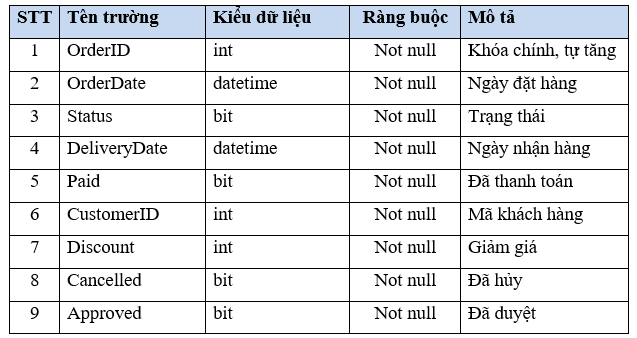 STT Tên trường Kiểu dữ liệu Ràng buộc Mô tả
1 OrderID int Not null Khóa chính, tự tăng
2 OrderDate datetime Not null Ngày đặt hàng
3 Status bit Not null Trạng thái
4 DeliveryDate datetime Not null Ngày nhận hàng
5 Paid bit Not null Đã thanh toán
6 CustomerID int Not null Mã khách hàng
7 Discount int Not null Giảm giá
8 Cancelled bit Not null Đã hủy
9 Approved bit Not null Đã duyệt